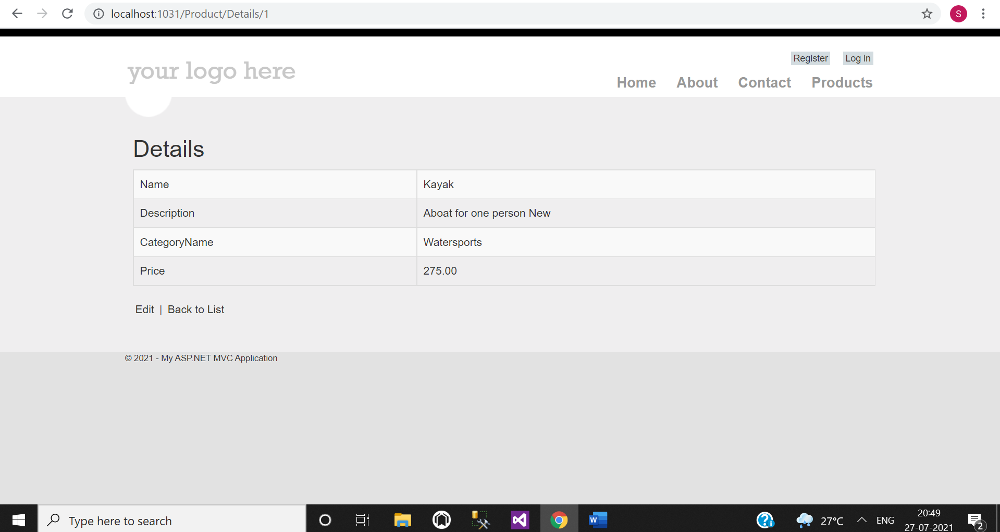 localhost:1031/Product/Details/1
S
Register Log in
your logo here
Home About Contact Products
Details
Name Kayak
Description Aboat for one person New
CategoryName Watersports
Price 275.00
Edit | Back to List
© 2021 - My ASP.NET MVC Application
Type here to search
W
27°C
ENG
20:49
27-07-2021
2